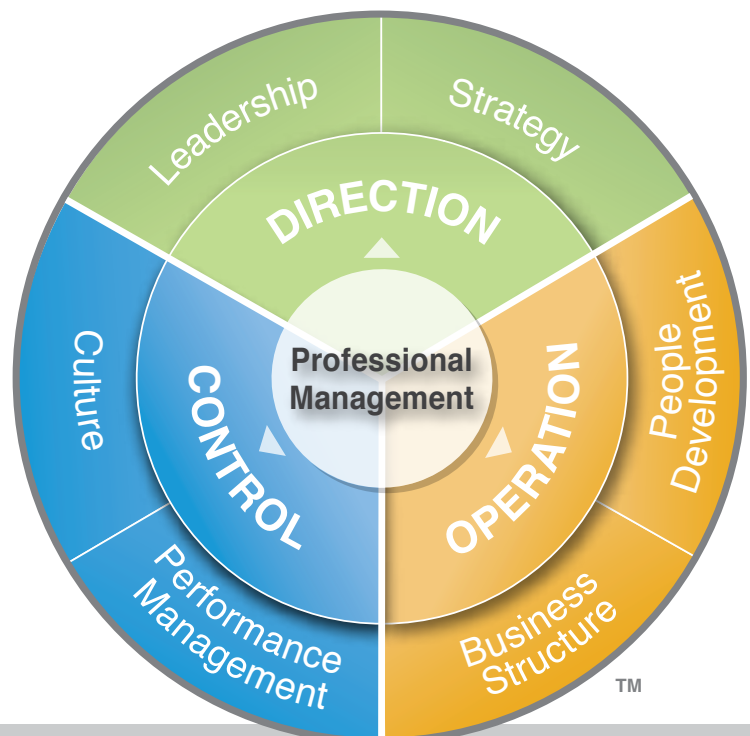 Leadership
Strategy
DIRECTION
Professional
Management
CONTROL
OPERATION
Culture
People
Development
Performance
Management
Business
Structure
TM